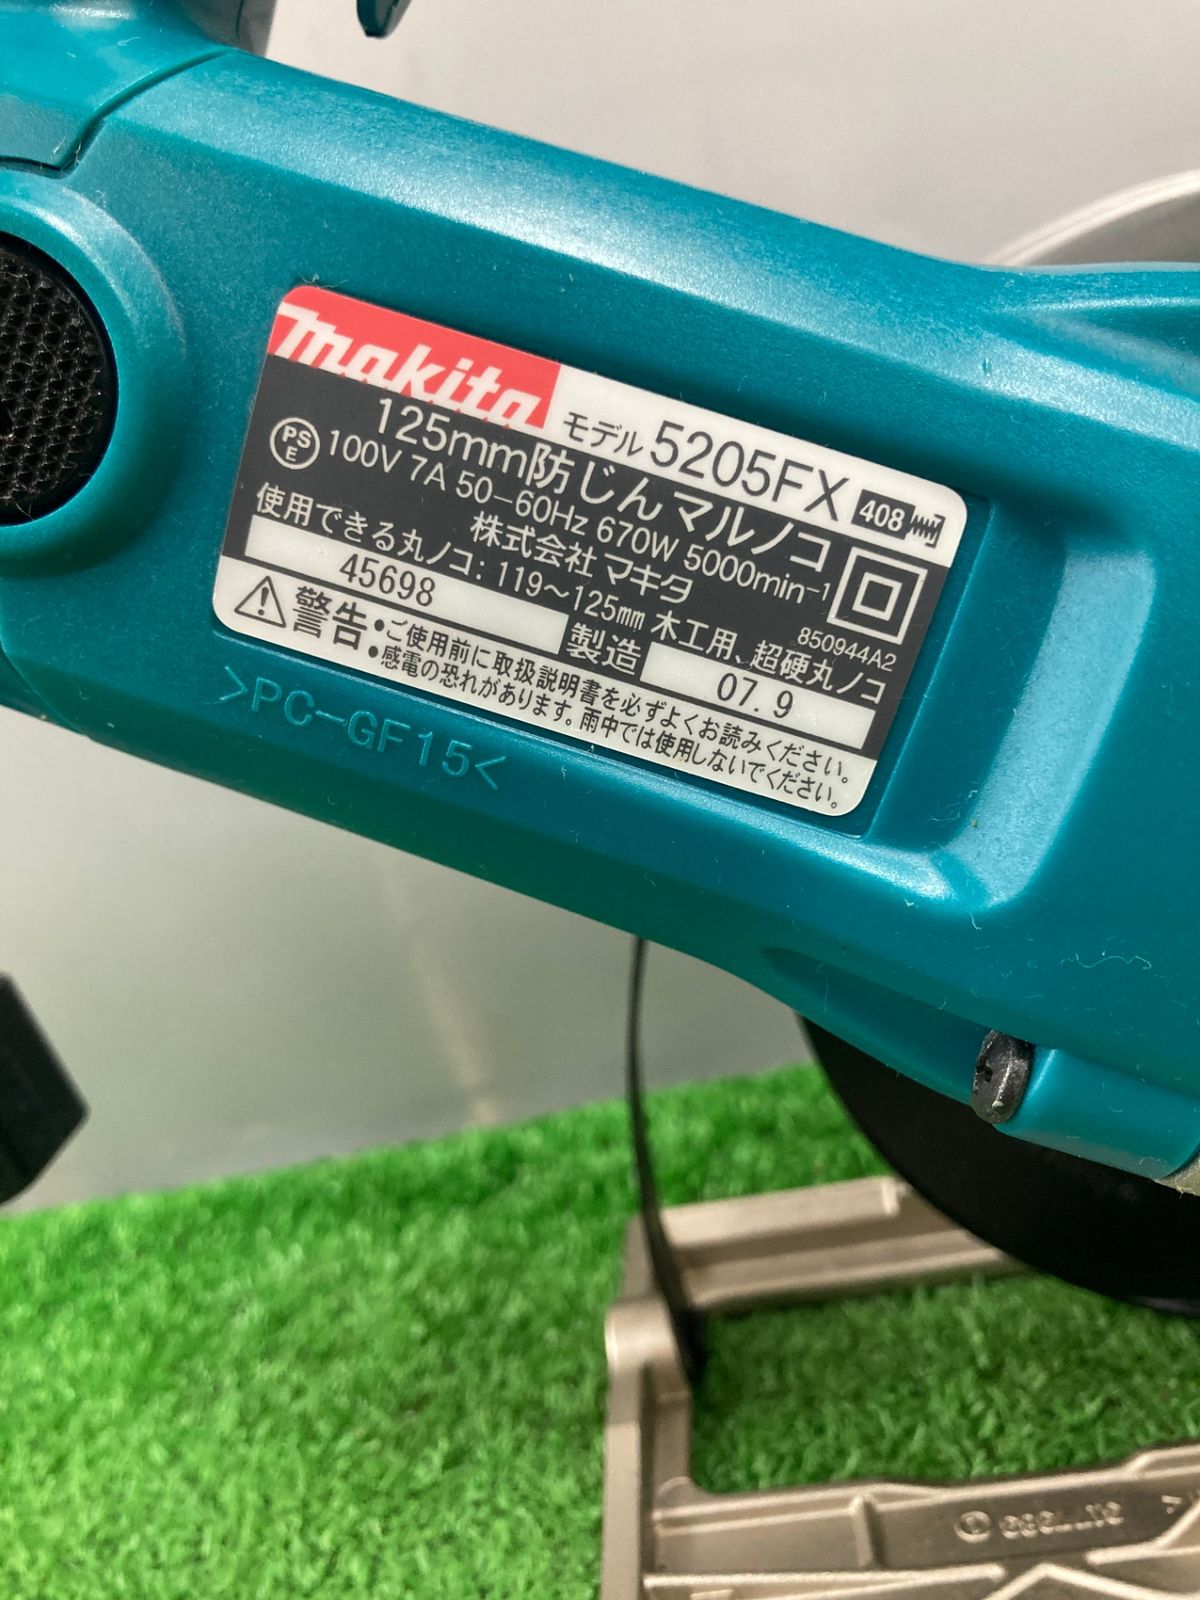 makita モデル 5205FX 408
125mm防じんマルノコ
PSE 100V 7A 50-60Hz 670W 5000min⁻¹
株式会社マキタ 850944A2
使用できる丸ノコ:119~125mm 木工用、超硬丸ノコ
45698 製造 07.9
警告 •ご使用前に取扱説明書を必ずよくお読みください。
•感電の恐れがあります。雨中では使用しないでください。
>PC-GF15<